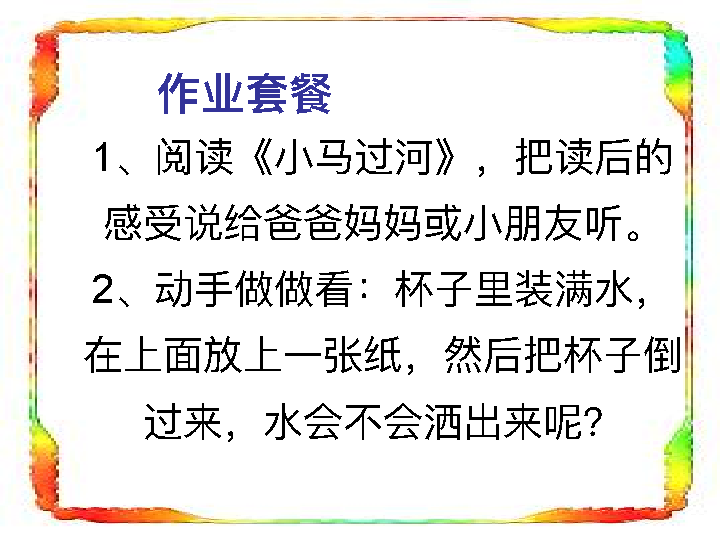 作业套餐
1、阅读《小马过河》，把读后的
感受说给爸爸妈妈或小朋友听。
2、动手做做看：杯子里装满水，
在上面放上一张纸，然后把杯子倒
过来，水会不会洒出来呢？